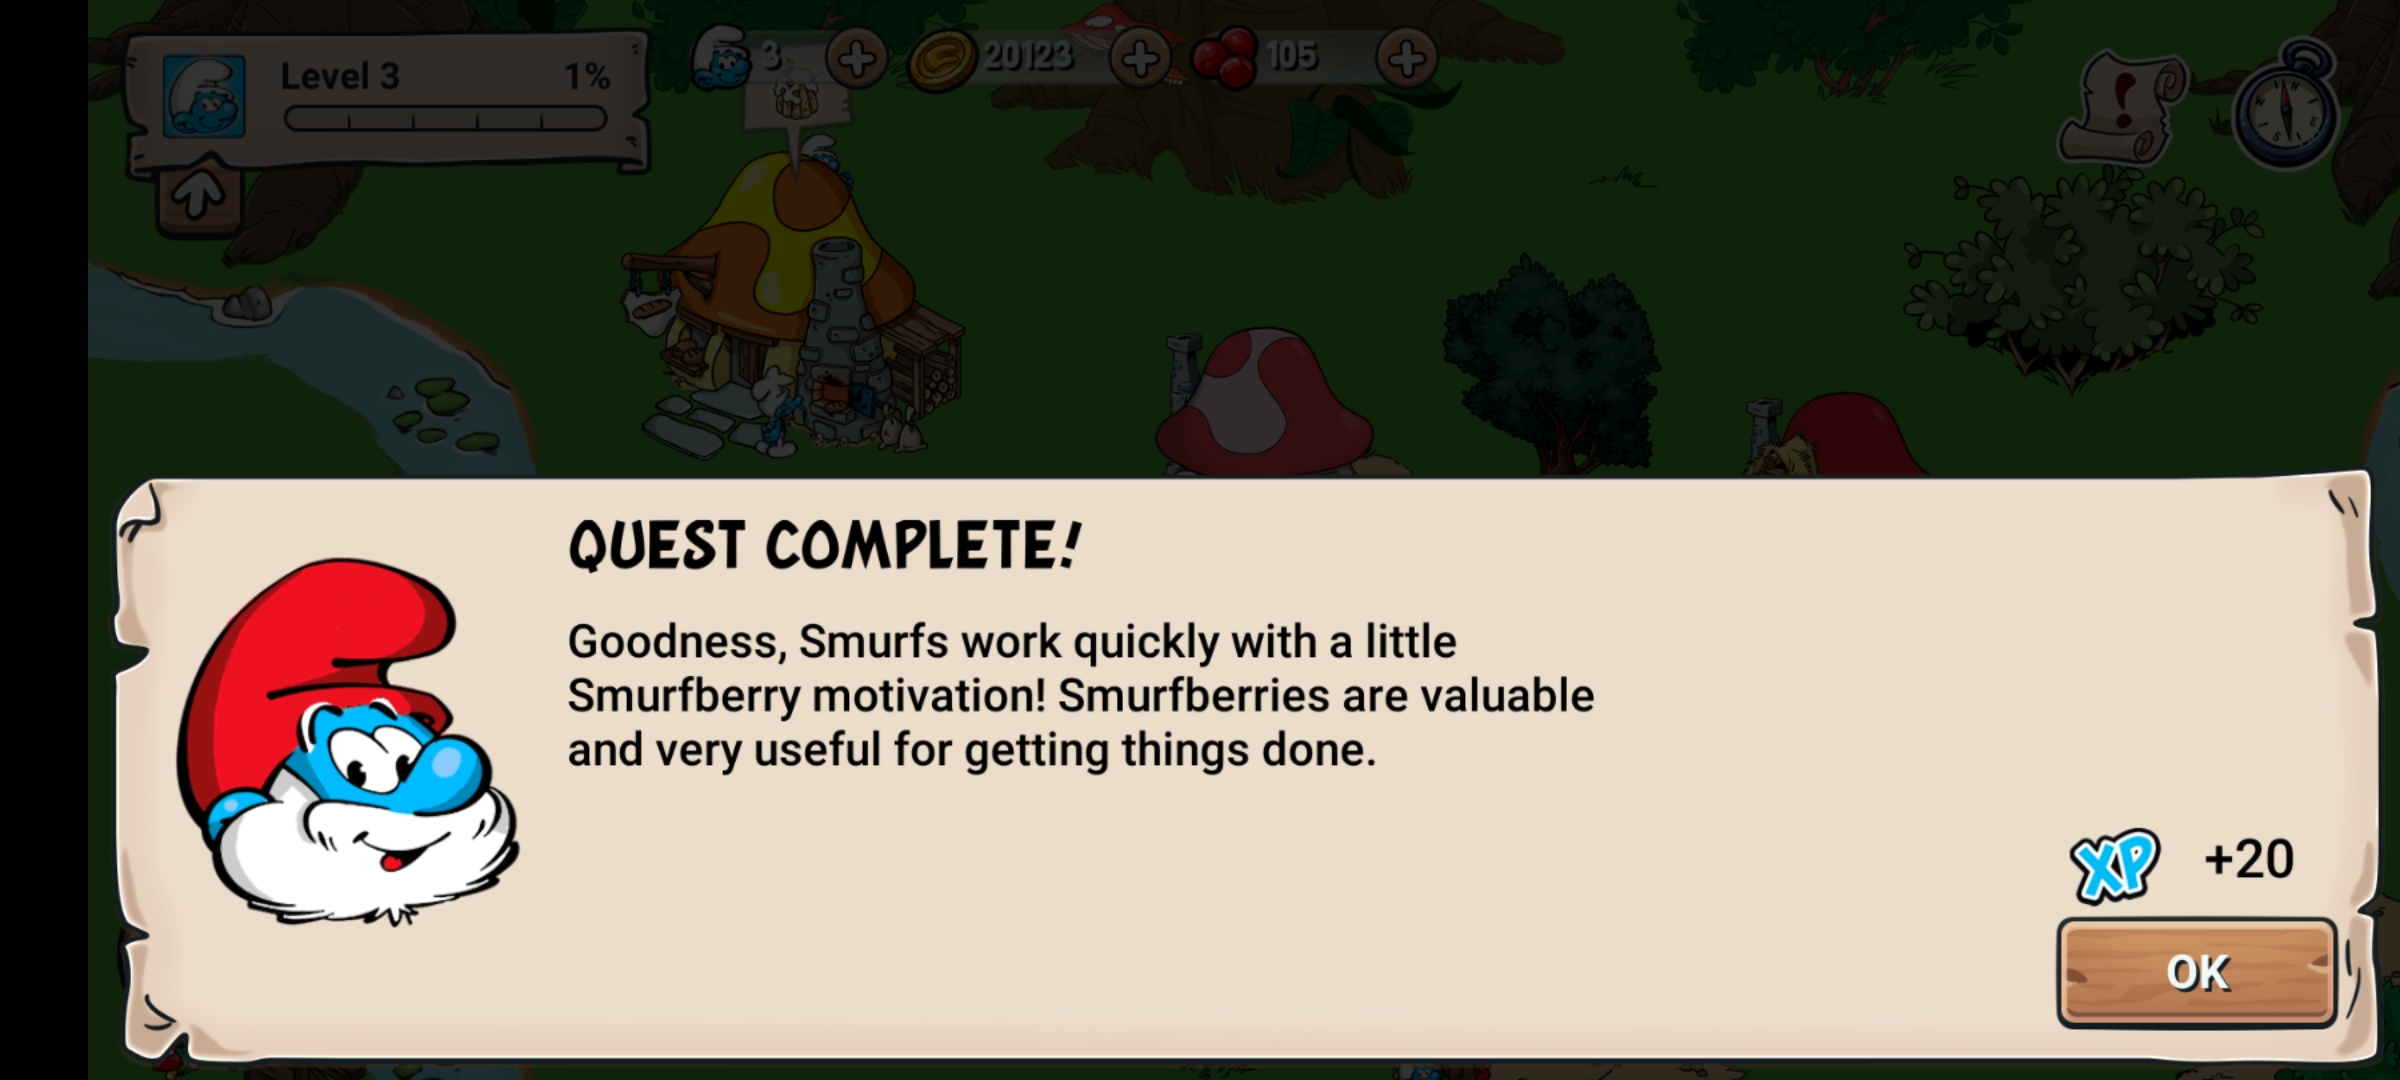 Level 3 1%
3
20123
105
QUEST COMPLETE!
Goodness, Smurfs work quickly with a little
Smurfberry motivation! Smurfberries are valuable
and very useful for getting things done.
XP +20
OK